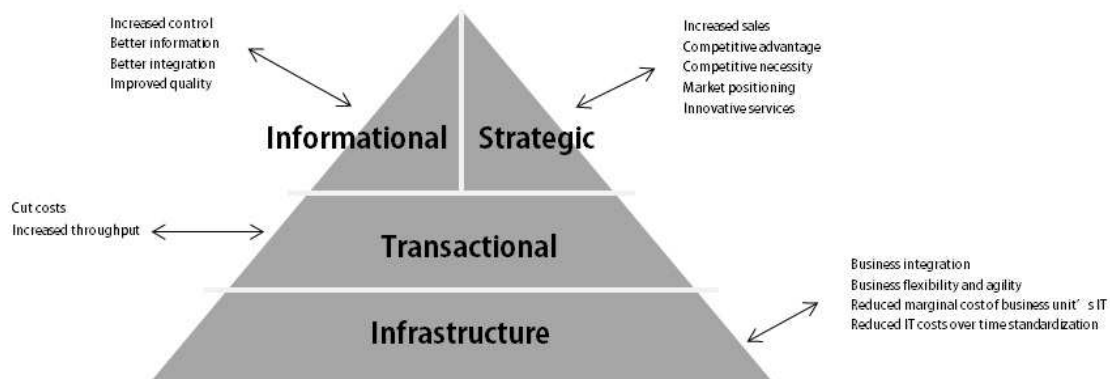 Increased control
Better information
Better integration
Improved quality
Increased sales
Competitive advantage
Competitive necessity
Market positioning
Innovative services
Informational
Strategic
Cut costs
Increased throughput
Transactional
Business integration
Business flexibility and agility
Reduced marginal cost of business unit's IT
Reduced IT costs over time standardization
Infrastructure